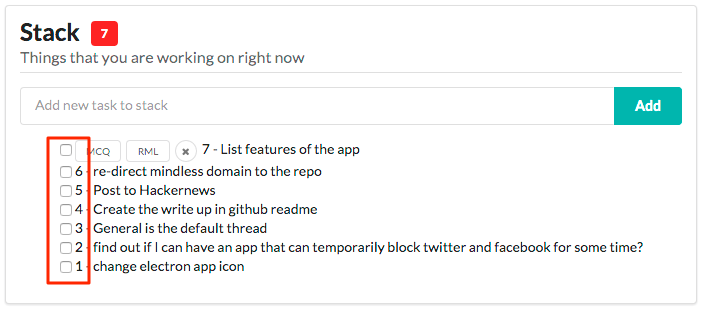 Stack 7
Things that you are working on right now
Add new task to stack Add
MCQ RML × 7 - List features of the app
6 - re-direct mindless domain to the repo
5 - Post to Hackernews
4 - Create the write up in github readme
3 - General is the default thread
2 - find out if I can have an app that can temporarily block twitter and facebook for some time?
1 - change electron app icon